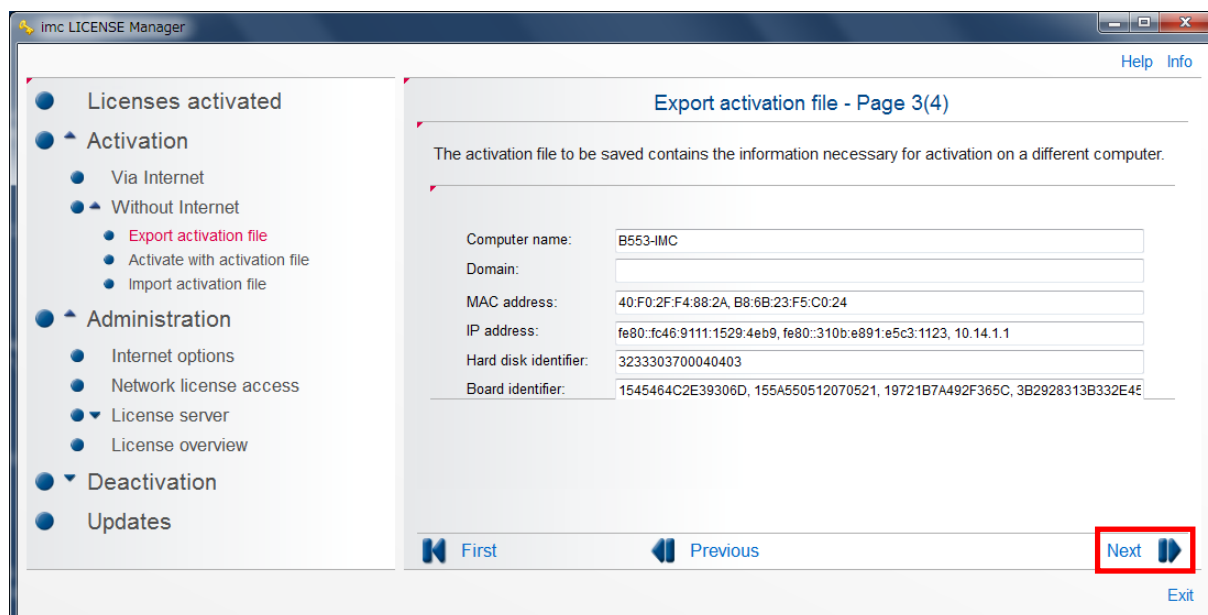 imc LICENSE Manager
Help Info
Licenses activated
Activation
Via Internet
Without Internet
Export activation file
Activate with activation file
Import activation file
Administration
Internet options
Network license access
License server
License overview
Deactivation
Updates
Export activation file - Page 3(4)
The activation file to be saved contains the information necessary for activation on a different computer.
Computer name: B553-IMC
Domain:
MAC address: 40:F0:2F:F4:88:2A, B8:6B:23:F5:C0:24
IP address: fe80::fc46:9111:1529:4eb9, fe80::310b:e891:e5c3:1123, 10.14.1.1
Hard disk identifier: 3233303700040403
Board identifier: 1545464C2E39306D, 155A550512070521, 19721B7A492F365C, 3B2928313B332E45
First Previous Next
Exit